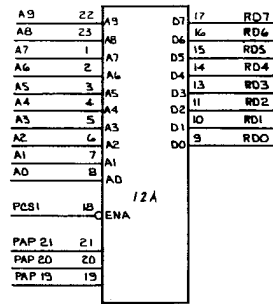 A9 22 A9 D7 17 RD7
A8 23 A8 D6 16 RD6
A7 1 A7 D5 15 RD5
A6 2 A6 D4 14 RD4
A5 3 A5 D3 13 RD3
A4 4 A4 D2 11 RD2
A3 5 A3 D1 10 RD1
A2 6 A2 D0 9 RD0
A1 7 A1
A0 8 A0
12A
PCS1 18 ENA
PAP 21 21
PAP 20 20
PAP 19 19